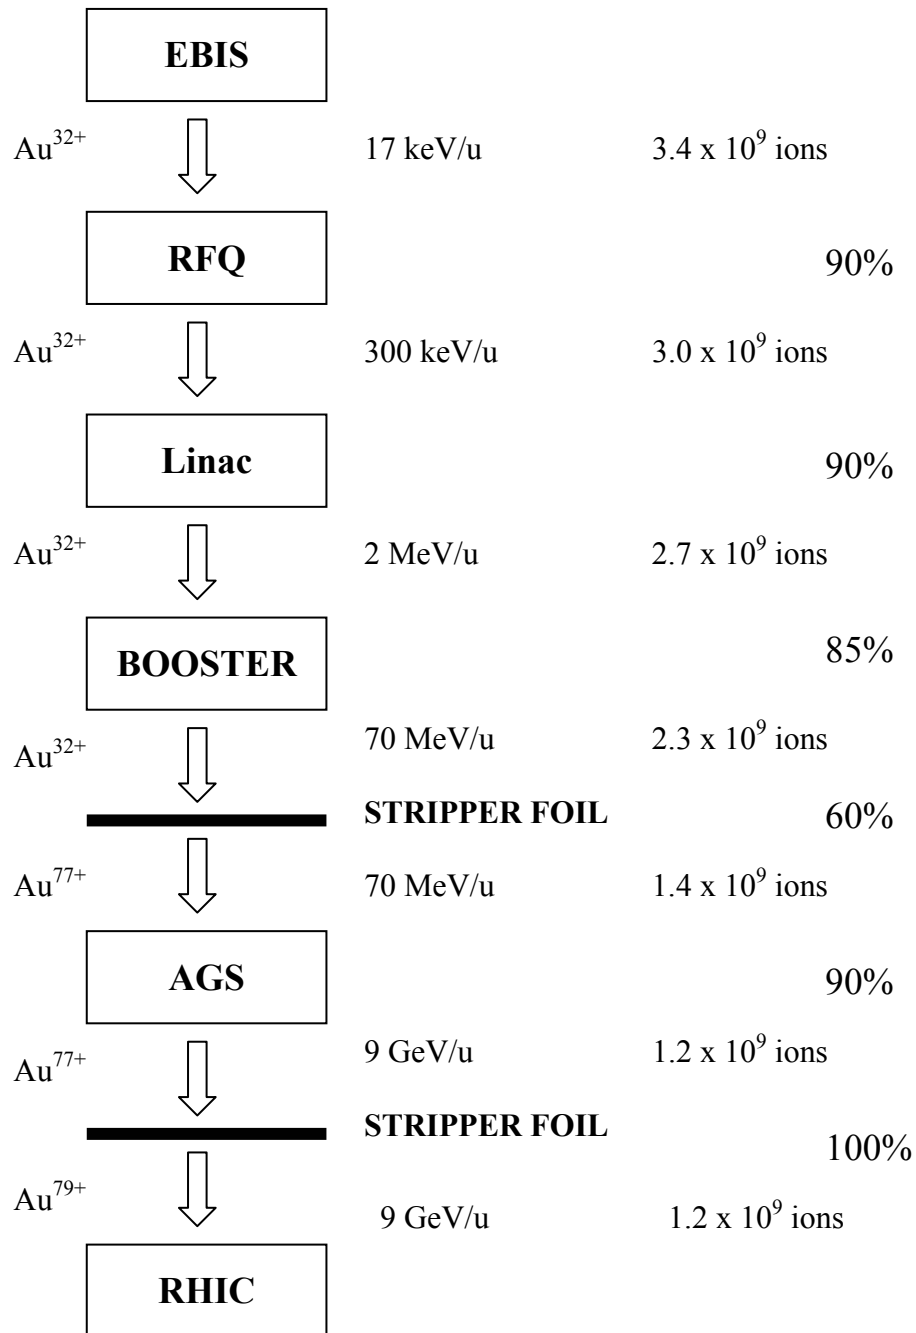 EBIS
Au³²⁺ 17 keV/u 3.4 x 10⁹ ions
RFQ 90%
Au³²⁺ 300 keV/u 3.0 x 10⁹ ions
Linac 90%
Au³²⁺ 2 MeV/u 2.7 x 10⁹ ions
BOOSTER 85%
Au³²⁺ 70 MeV/u 2.3 x 10⁹ ions
STRIPPER FOIL 60%
Au⁷⁷⁺ 70 MeV/u 1.4 x 10⁹ ions
AGS 90%
Au⁷⁷⁺ 9 GeV/u 1.2 x 10⁹ ions
STRIPPER FOIL 100%
Au⁷⁹⁺ 9 GeV/u 1.2 x 10⁹ ions
RHIC